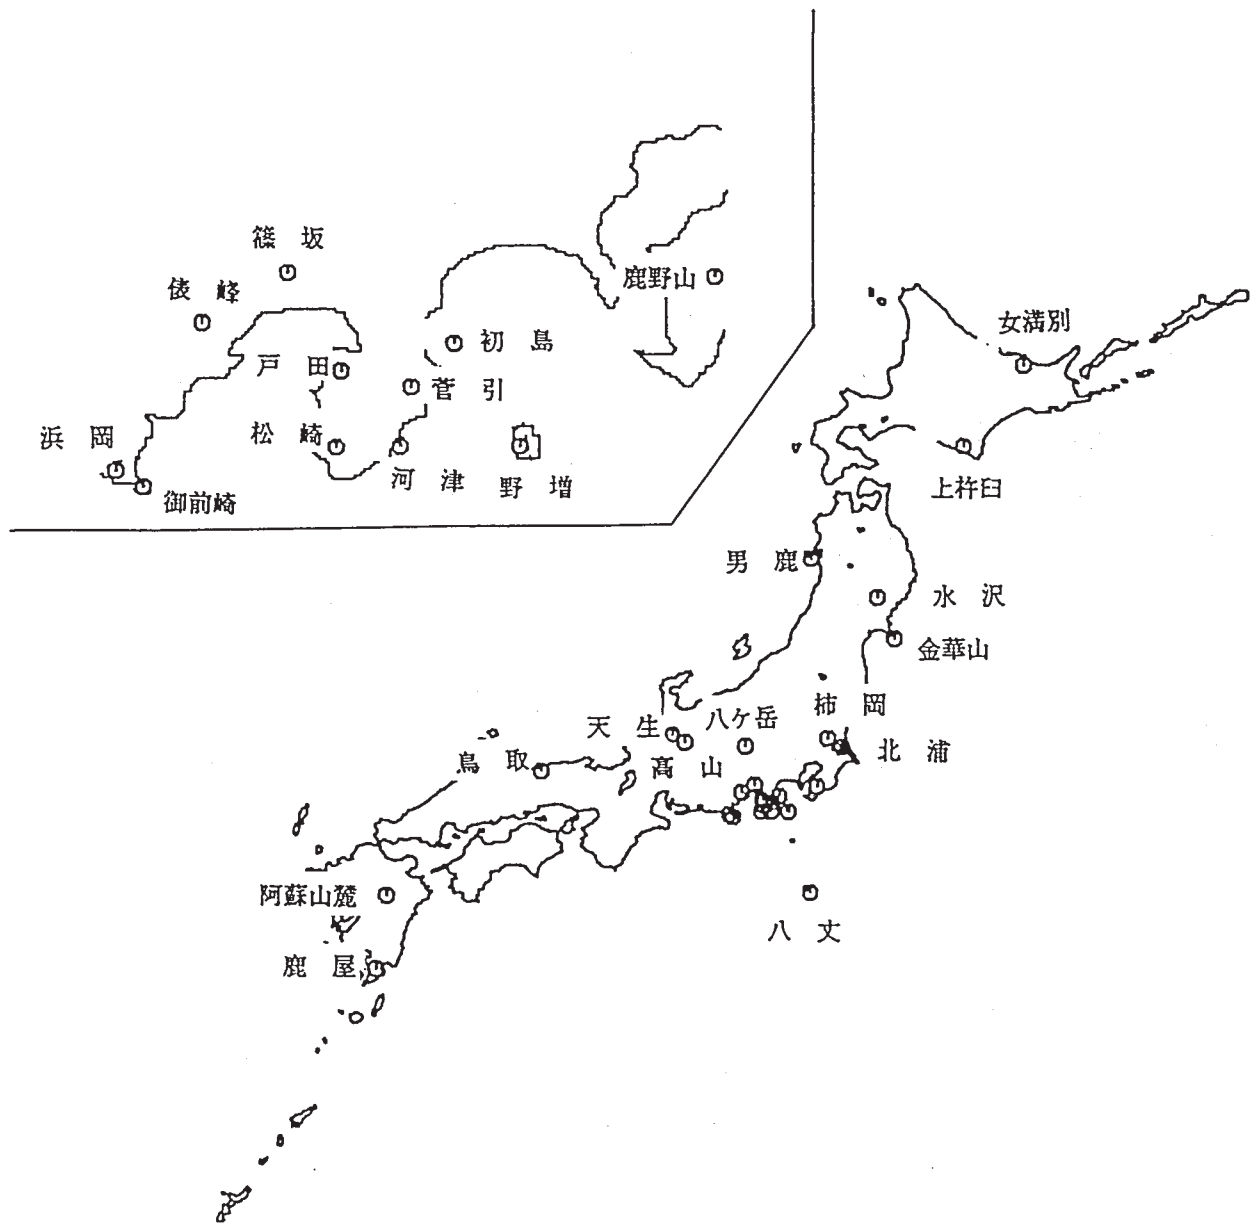 篠坂
俵峰
鹿野山
初島
戸田
菅引
浜岡
松崎
河津
野増
御前崎
女満別
上杵臼
男鹿
水沢
金華山
柿岡
天生
八ケ岳
北浦
鳥取
高山
阿蘇山麓
八丈
鹿屋